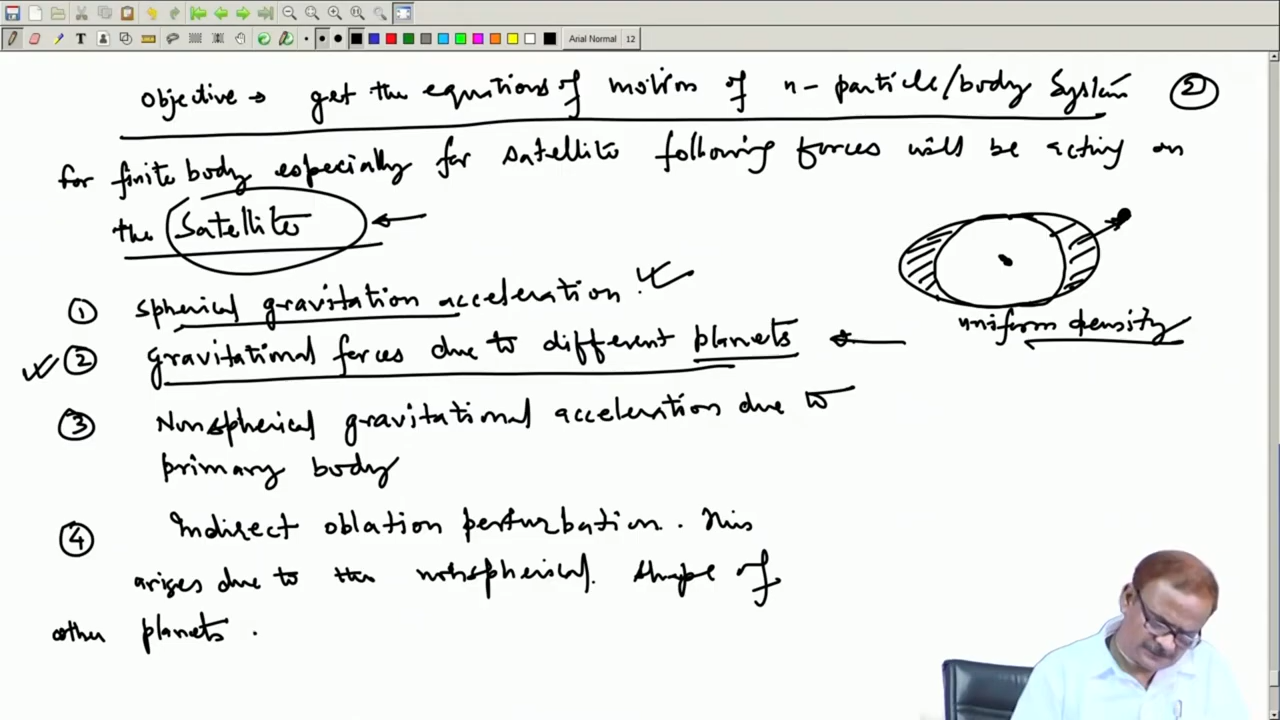 Arial Normal 12
Objective → get the equations of motion of n-particle/body System ②
for finite body especially for satellite following forces will be acting on
the Satellite
① spherical gravitation acceleration.
uniform density
② gravitational forces due to different planets
③ Nonspherical gravitational acceleration due to
primary body
④ Indirect oblation perturbation. This
arises due to the nonspherical shape of
other planets.